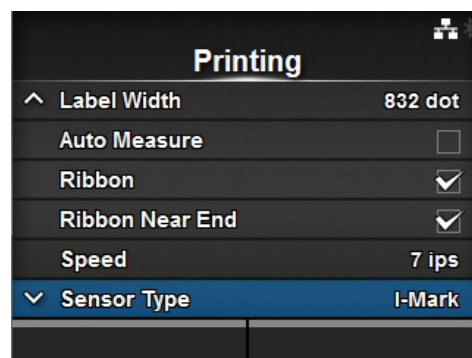 Printing
Label Width 832 dot
Auto Measure
Ribbon
Ribbon Near End
Speed 7 ips
Sensor Type I-Mark